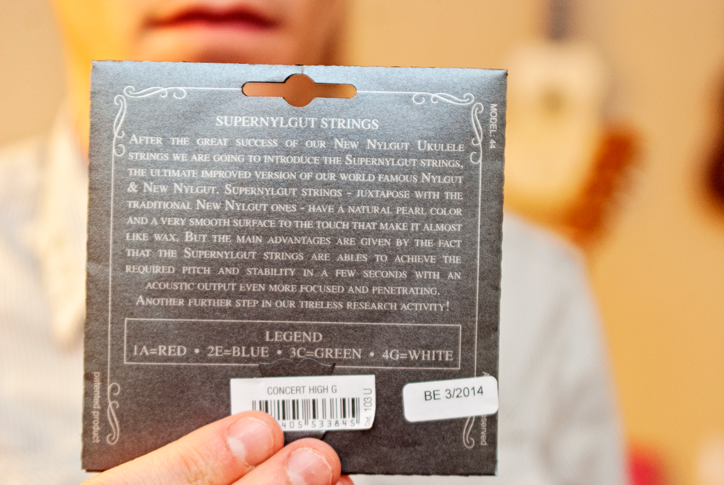 SUPERNYLGUT STRINGS
AFTER THE GREAT SUCCESS OF OUR NEW NYLGUT UKULELE
STRINGS WE ARE GOING TO INTRODUCE THE SUPERNYLGUT STRINGS,
THE ULTIMATE IMPROVED VERSION OF OUR WORLD FAMOUS NYLGUT
& NEW NYLGUT. SUPERNYLGUT STRINGS - JUXTAPOSE WITH THE
TRADITIONAL NEW NYLGUT ONES - HAVE A NATURAL PEARL COLOR
AND A VERY SMOOTH SURFACE TO THE TOUCH THAT MAKE IT ALMOST
LIKE WAX. BUT THE MAIN ADVANTAGES ARE GIVEN BY THE FACT
THAT THE SUPERNYLGUT STRINGS ARE ABLES TO ACHIEVE THE
REQUIRED PITCH AND STABILITY IN A FEW SECONDS WITH AN
ACOUSTIC OUTPUT EVEN MORE FOCUSED AND PENETRATING.
ANOTHER FURTHER STEP IN OUR TIRELESS RESEARCH ACTIVITY!
LEGEND
1A=RED • 2E=BLUE • 3C=GREEN • 4G=WHITE
CONCERT HIGH G
103 U
BE 3/2014
patented product
MODEL 44